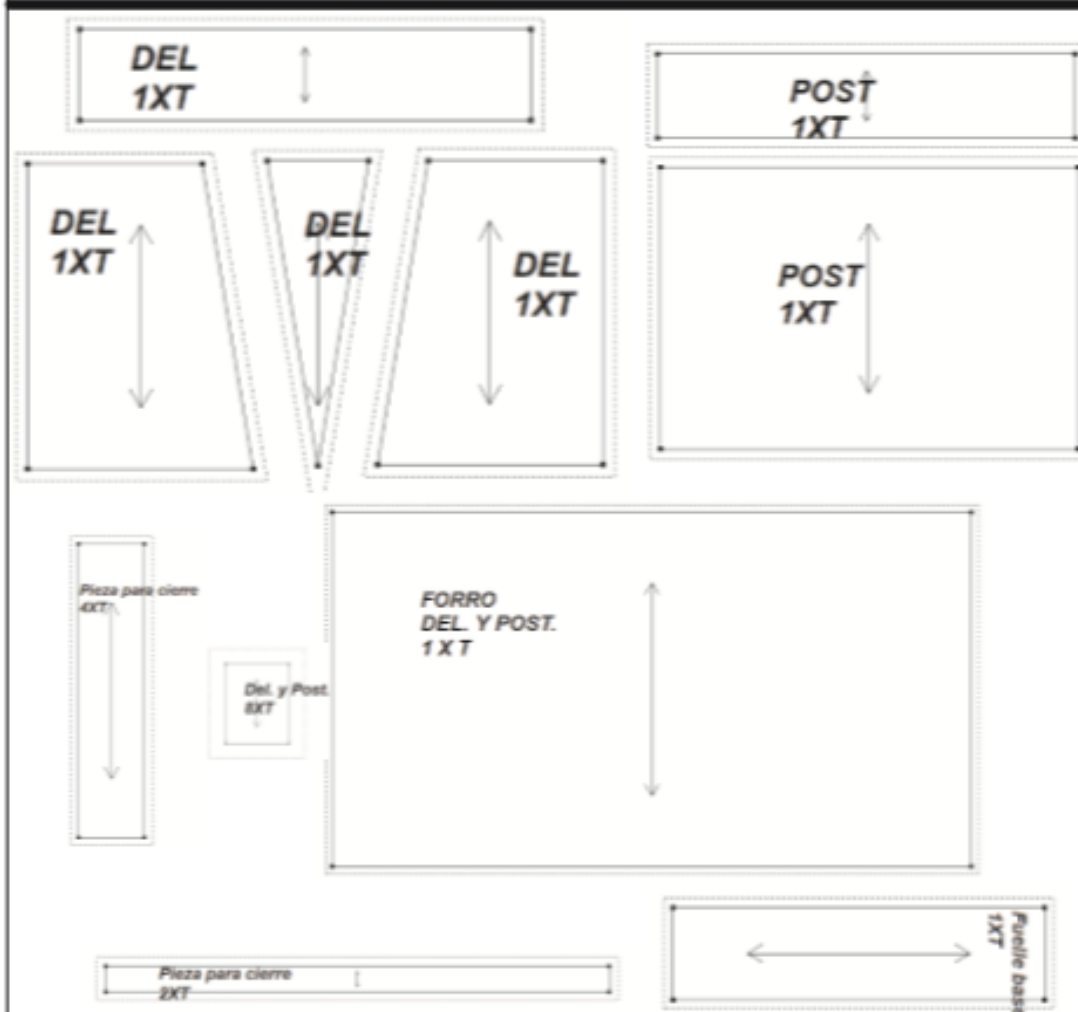 DEL
1XT
POST
1XT
DEL
1XT
DEL
1XT
DEL
1XT
POST
1XT
Pieza para cierre
4XT
FORRO
DEL. Y POST.
1 X T
Del. y Post.
8XT
Pieza para cierre
2XT
Fuelle
1XT